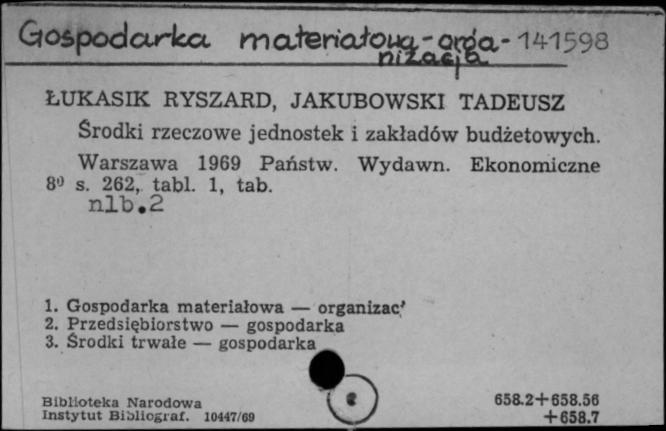 Gospodarka materiałowa - orga- 141598
nizacja
ŁUKASIK RYSZARD, JAKUBOWSKI TADEUSZ
Środki rzeczowe jednostek i zakładów budżetowych.
Warszawa 1969 Państw. Wydawn. Ekonomiczne
8⁰ s. 262, tabl. 1, tab.
nlb.2
1. Gospodarka materiałowa — organizac
2. Przedsiębiorstwo — gospodarka
3. Środki trwałe — gospodarka
Biblioteka Narodowa
Instytut Bibliograf. 10447/69
658.2+658.56
+658.7